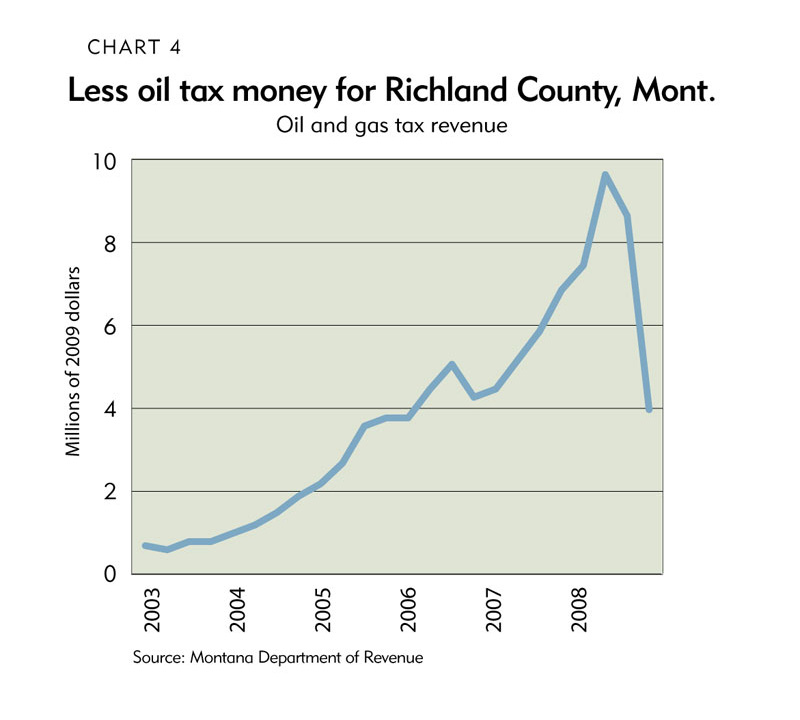 CHART 4
Less oil tax money for Richland County, Mont.
Oil and gas tax revenue
Millions of 2009 dollars
10
8
6
4
2
0
2003
2004
2005
2006
2007
2008
Source: Montana Department of Revenue